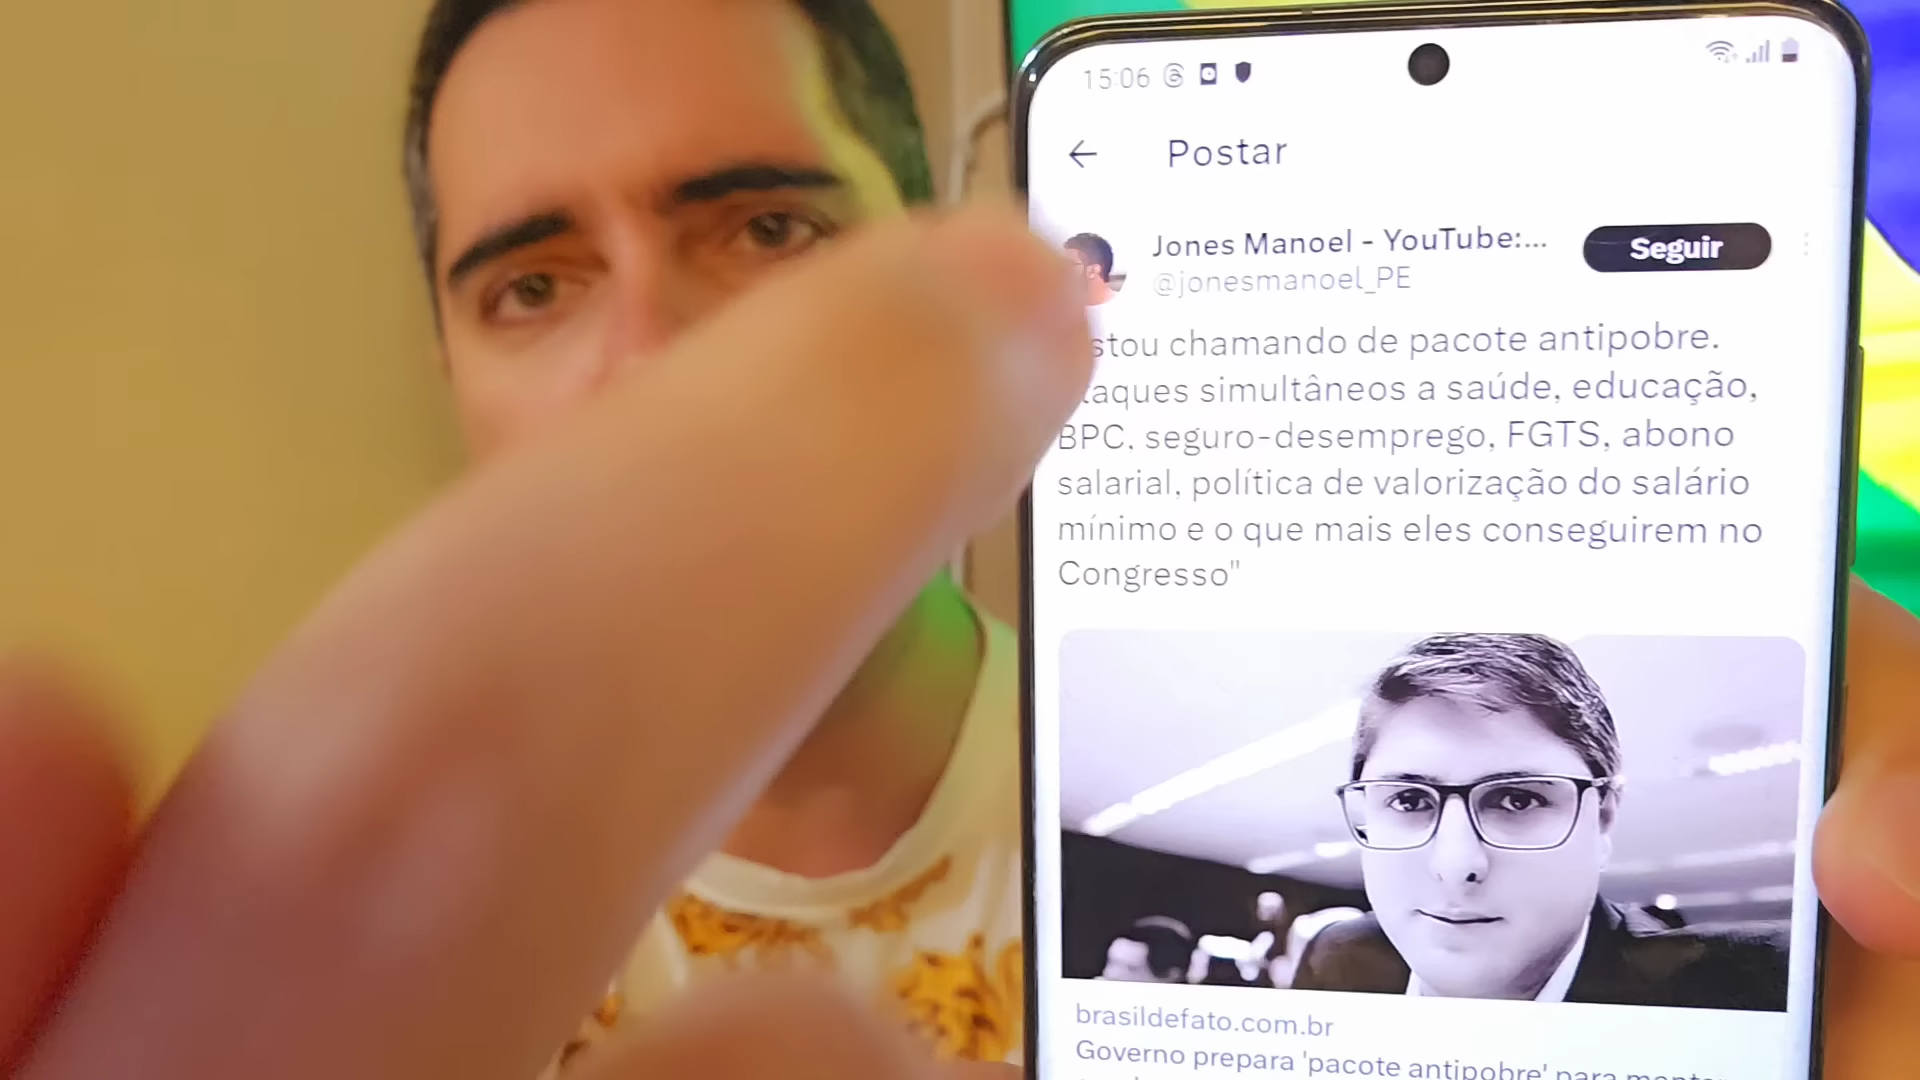 15:06
Postar
Jones Manoel - YouTube:...
Seguir
@jonesmanoel_PE
stou chamando de pacote antipobre.
taques simultâneos a saúde, educação,
BPC, seguro-desemprego, FGTS, abono
salarial, política de valorização do salário
mínimo e o que mais eles conseguirem no
Congresso"
brasildefato.com.br
Governo prepara 'pacote antipobre' para